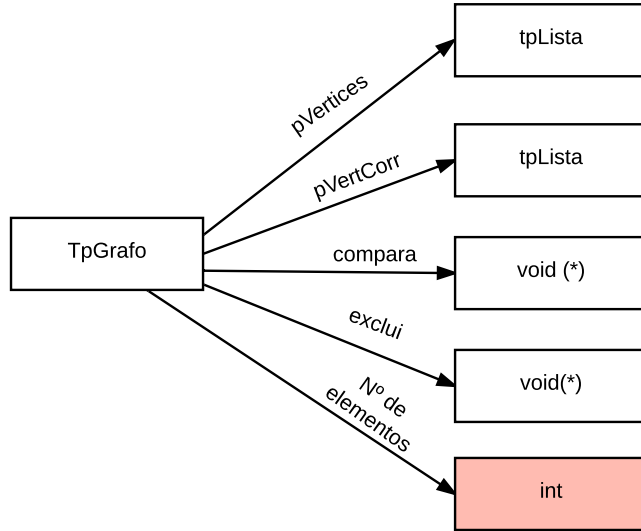 tpLista
pVertices
tpLista
pVertCorr
TpGrafo
compara
void (*)
exclui
void(*)
Nº de
elementos
int